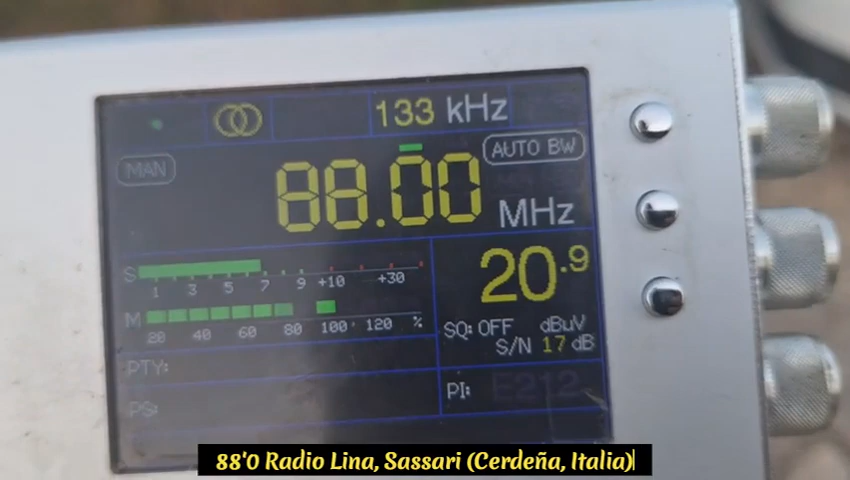 133 kHz
MAN
AUTO BW
88.00 MHz
S
1 3 5 7 9 +10 +30
M
20 40 60 80 100 120 %
20.9
SQ: OFF dBuV
S/N 17 dB
PTY:
PI: E212
PS:
88'0 Radio Lina, Sassari (Cerdeña, Italia)